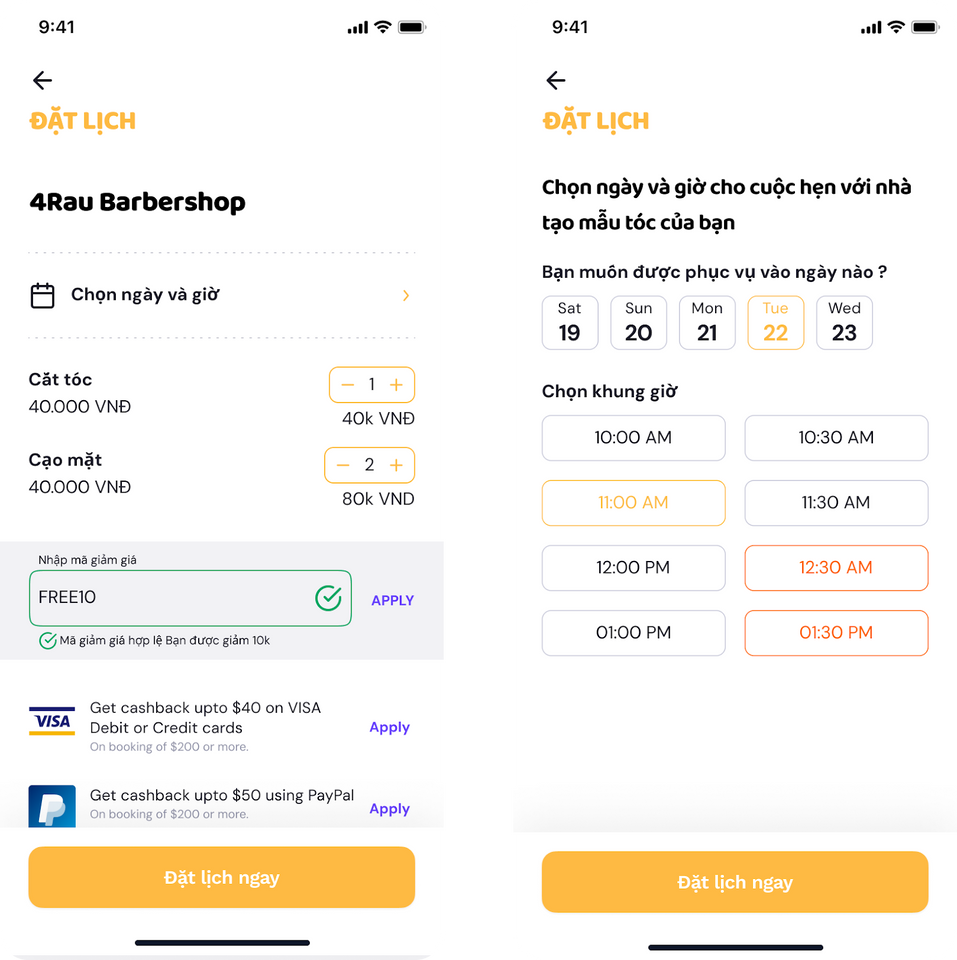 9:41
ĐẶT LỊCH
4Rau Barbershop
Chọn ngày và giờ
Cắt tóc
40.000 VNĐ
1
40k VNĐ
Cạo mặt
40.000 VNĐ
2
80k VND
Nhập mã giảm giá
FREE10
APPLY
Mã giảm giá hợp lệ Bạn được giảm 10k
VISA
Get cashback upto $40 on VISA
Debit or Credit cards
On booking of $200 or more.
Apply
Get cashback upto $50 using PayPal
On booking of $200 or more.
Apply
Đặt lịch ngay
9:41
ĐẶT LỊCH
Chọn ngày và giờ cho cuộc hẹn với nhà
tạo mẫu tóc của bạn
Bạn muốn được phục vụ vào ngày nào ?
Sat
19
Sun
20
Mon
21
Tue
22
Wed
23
Chọn khung giờ
10:00 AM
10:30 AM
11:00 AM
11:30 AM
12:00 PM
12:30 AM
01:00 PM
01:30 PM
Đặt lịch ngay